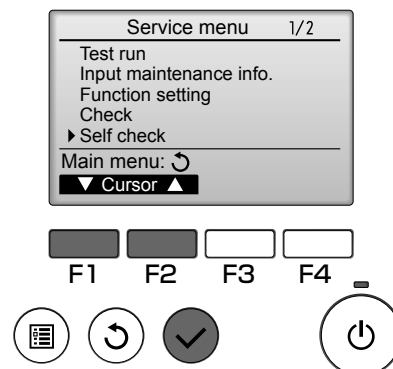 Service menu 1/2
Test run
Input maintenance info.
Function setting
Check
Self check
Main menu:
▼ Cursor ▲
F1 F2 F3 F4